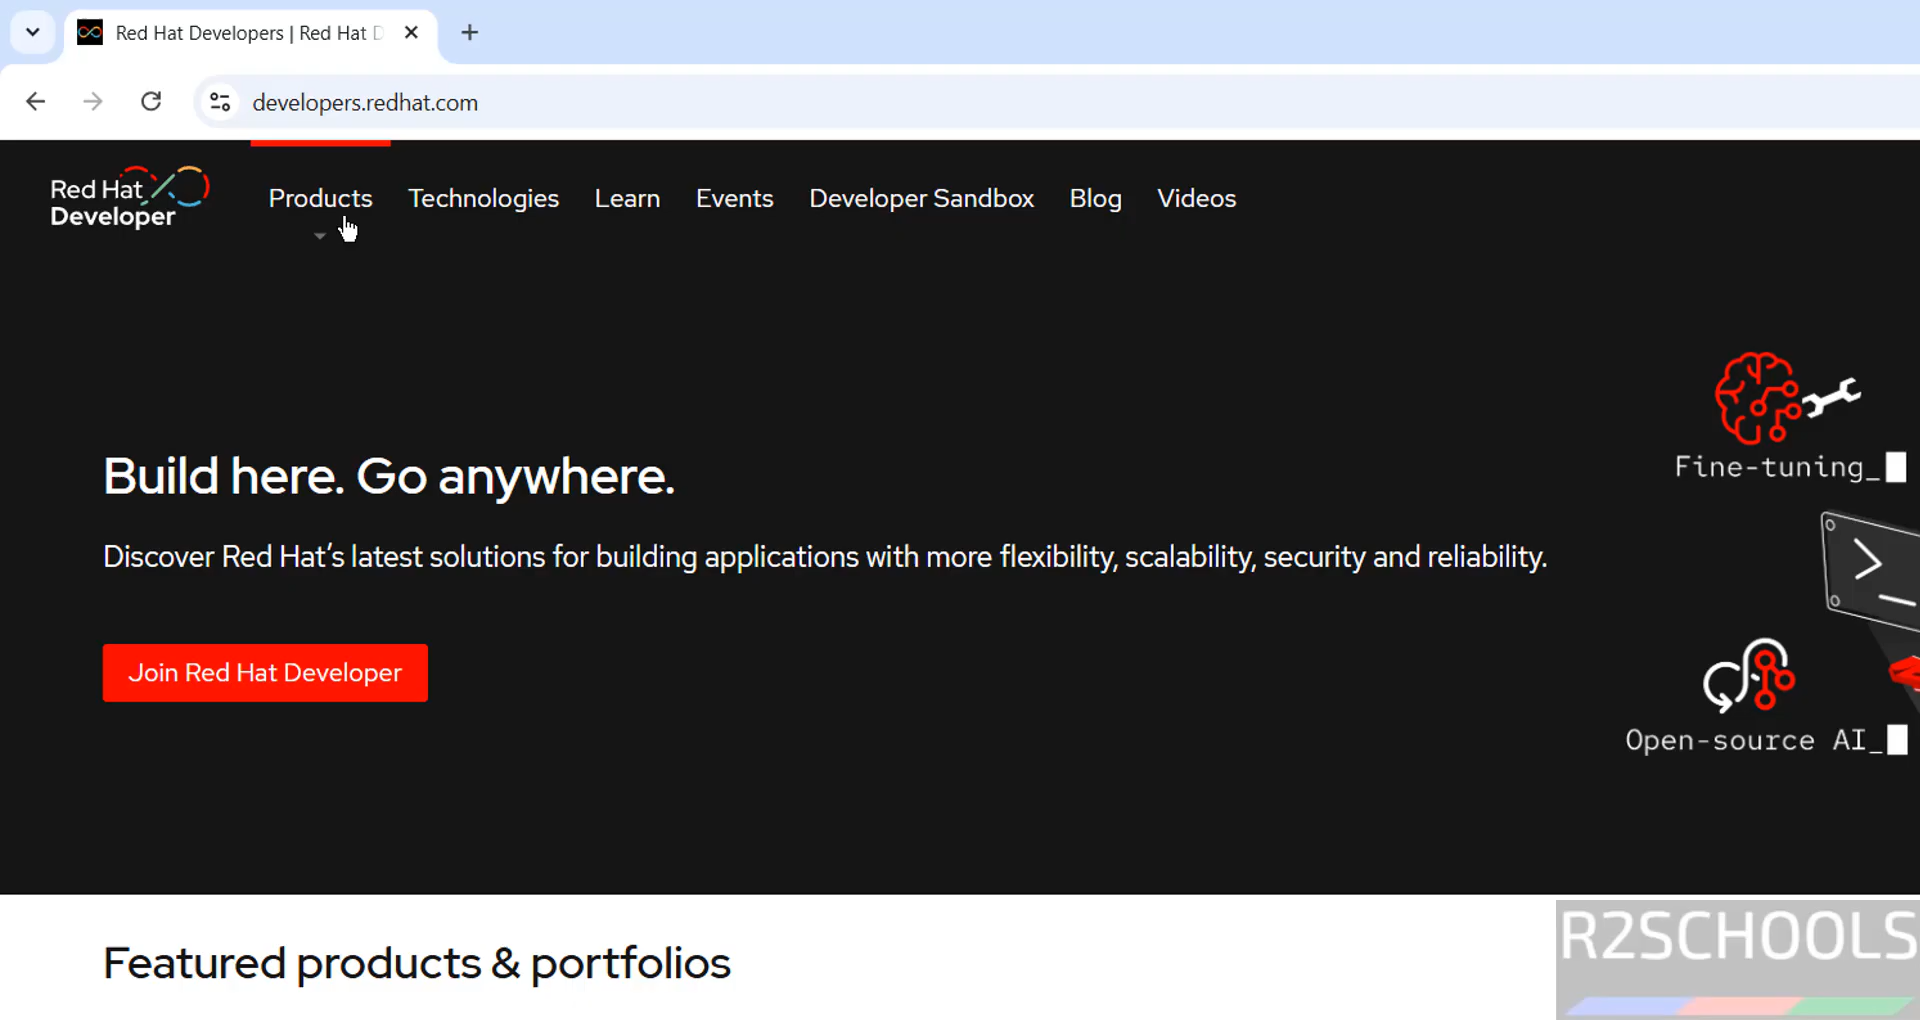 Red Hat Developers | Red Hat D
developers.redhat.com
Red Hat
Developer
Products
Technologies
Learn
Events
Developer Sandbox
Blog
Videos
Fine-tuning_
Build here. Go anywhere.
Discover Red Hat’s latest solutions for building applications with more flexibility, scalability, security and reliability.
Join Red Hat Developer
Open-source AI_
Featured products & portfolios
R2SCHOOLS